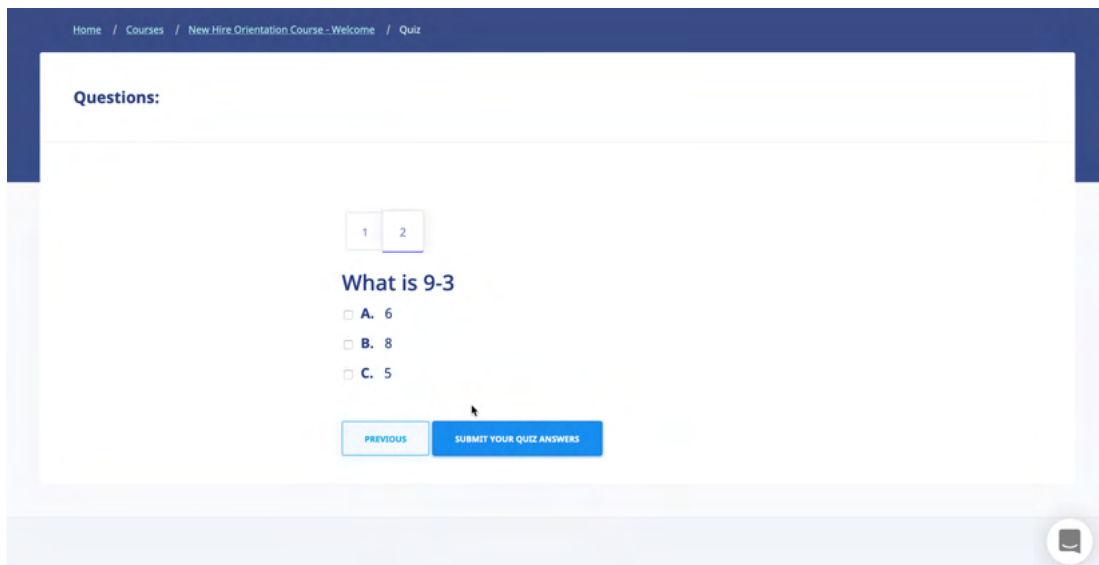 Home / Courses / New Hire Orientation Course - Welcome / Quiz
Questions:
1 2
What is 9-3
A. 6
B. 8
C. 5
PREVIOUS SUBMIT YOUR QUIZ ANSWERS